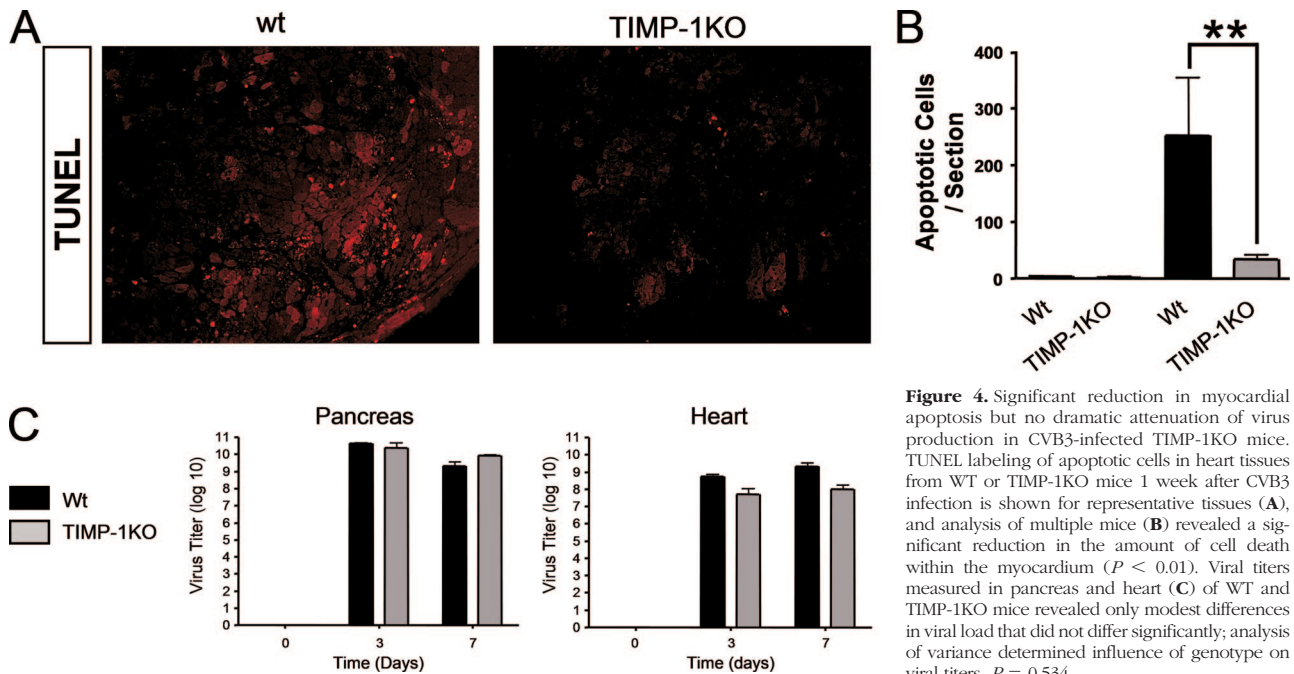 A
wt
TIMP-1KO
TUNEL
B
**
Apoptotic Cells
/ Section
400
300
200
100
0
Wt
TIMP-1KO
Wt
TIMP-1KO
C
Wt
TIMP-1KO
Pancreas
Virus Titer (log 10)
11
10
9
8
7
6
5
4
3
2
1
0
0
3
7
Time (Days)
Heart
Virus Titer (log 10)
11
10
9
8
7
6
5
4
3
2
1
0
0
3
7
Time (days)
Figure 4. Significant reduction in myocardial
apoptosis but no dramatic attenuation of virus
production in CVB3-infected TIMP-1KO mice.
TUNEL labeling of apoptotic cells in heart tissues
from WT or TIMP-1KO mice 1 week after CVB3
infection is shown for representative tissues (A),
and analysis of multiple mice (B) revealed a sig-
nificant reduction in the amount of cell death
within the myocardium (P < 0.01). Viral titers
measured in pancreas and heart (C) of WT and
TIMP-1KO mice revealed only modest differences
in viral load that did not differ significantly; analysis
of variance determined influence of genotype on
viral titers, P = 0.534.